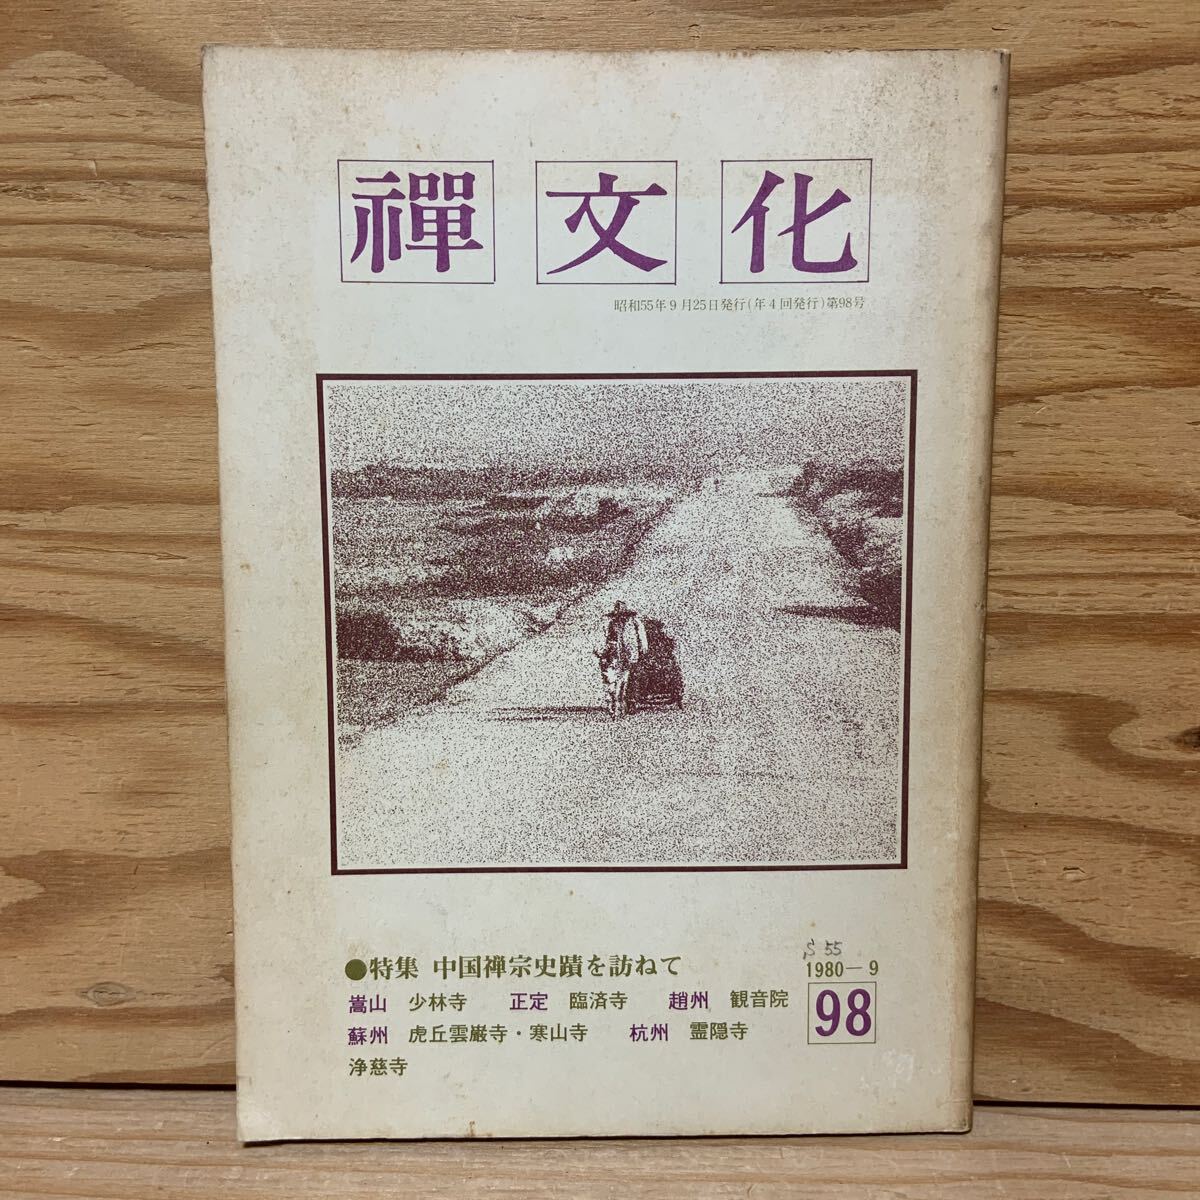 禪文化
昭和55年9月25日発行(年4回発行)第98号
●特集 中国禅宗史蹟を訪ねて
S 55
1980—9
嵩山 少林寺 正定 臨済寺 趙州 観音院
98
蘇州 虎丘雲巌寺・寒山寺 杭州 霊隠寺
浄慈寺